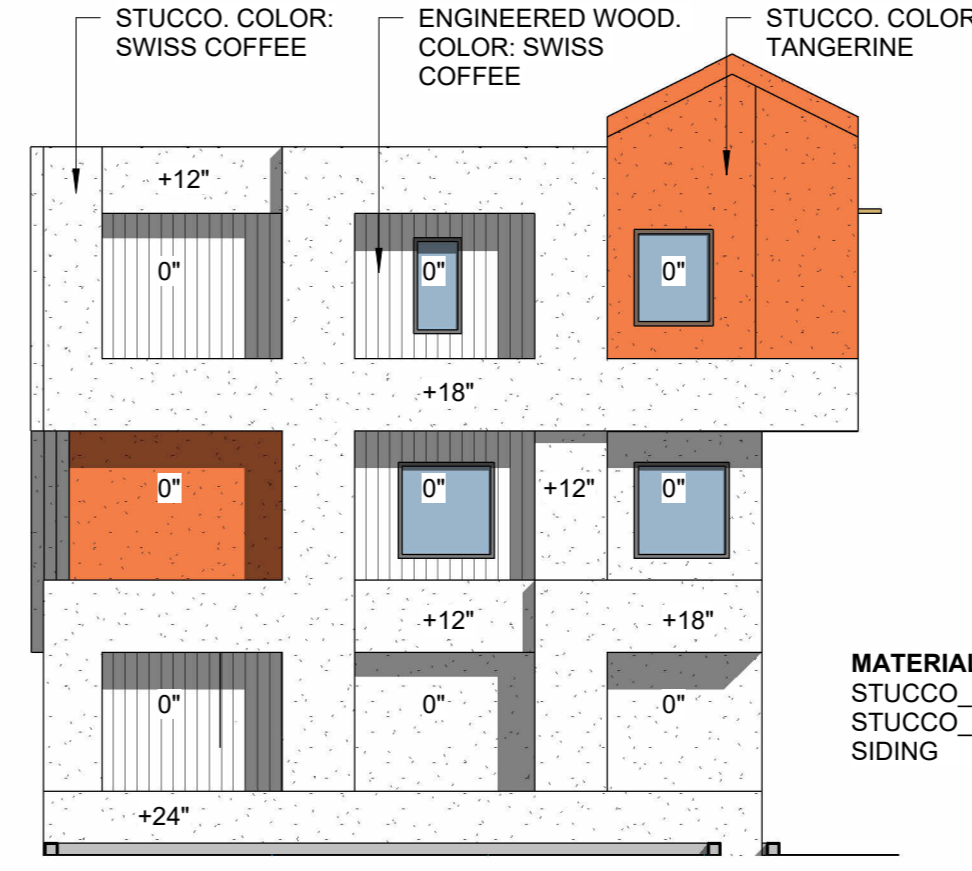 STUCCO. COLOR:
SWISS COFFEE
ENGINEERED WOOD.
COLOR: SWISS
COFFEE
STUCCO. COLOR
TANGERINE
+12"
0"
0"
0"
+18"
0"
0"
+12"
0"
+12"
+18"
0"
0"
0"
+24"
MATERIAL
STUCCO_
STUCCO_
SIDING